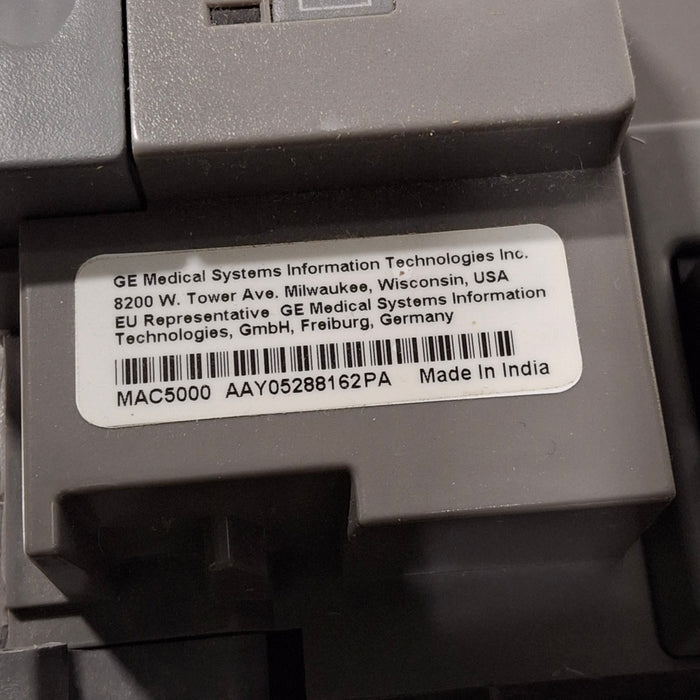 GE Medical Systems Information Technologies Inc.
8200 W. Tower Ave. Milwaukee, Wisconsin, USA
EU Representative GE Medical Systems Information
Technologies, GmbH, Freiburg, Germany
MAC5000 AAY05288162PA Made In India